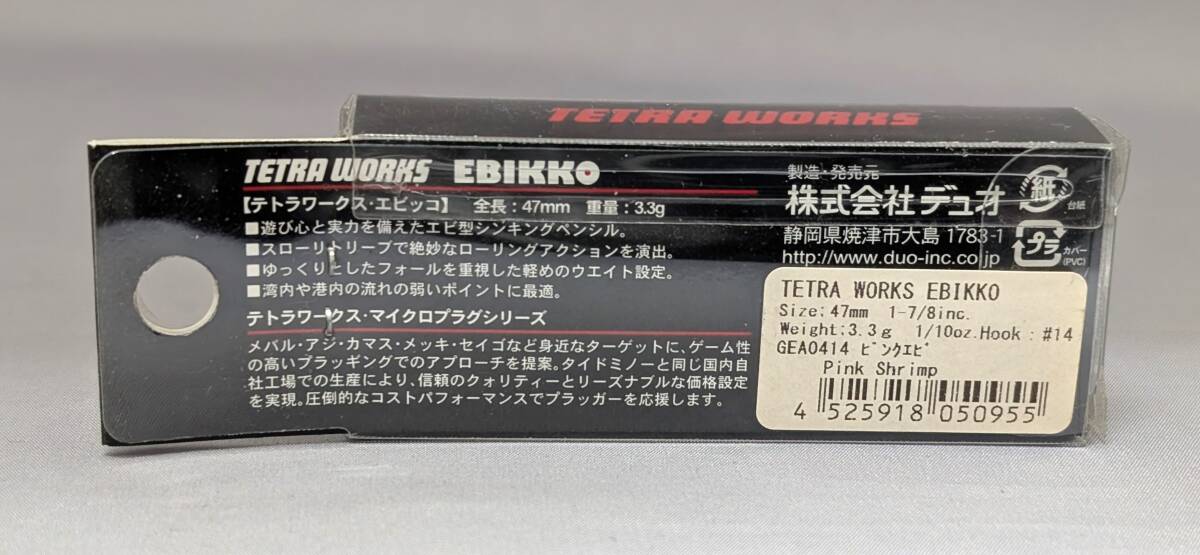 TETRA WORKS
TETRA WORKS EBIKKO
【テトラワークス・エビッコ】 全長：47mm 重量：3.3g
■遊び心と実力を備えたエビ型シンキングペンシル。
■スローリトリーブで絶妙なローリングアクションを演出。
■ゆっくりとしたフォールを重視した軽めのウエイト設定。
■湾内や港内の流れの弱いポイントに最適。
テトラワークス・マイクロプラグシリーズ
メバル・アジ・カマス・メッキ・セイゴなど身近なターゲットに、ゲーム性
の高いプラッギングでのアプローチを提案。タイドミノーと同じ国内自
社工場での生産により、信頼のクォリティーとリーズナブルな価格設定
を実現。圧倒的なコストパフォーマンスでプラッガーを応援します。
製造・発売元
株式会社デュオ
静岡県焼津市大島 1783-1
http://www.duo-inc.co.jp
紙
台紙
プラ
カバー
(PVC)
TETRA WORKS EBIKKO
Size:47mm 1-7/8inc.
Weight:3.3g 1/10oz.Hook : #14
GEA0414 ピンクエビ
Pink Shrimp
4 525918 050955